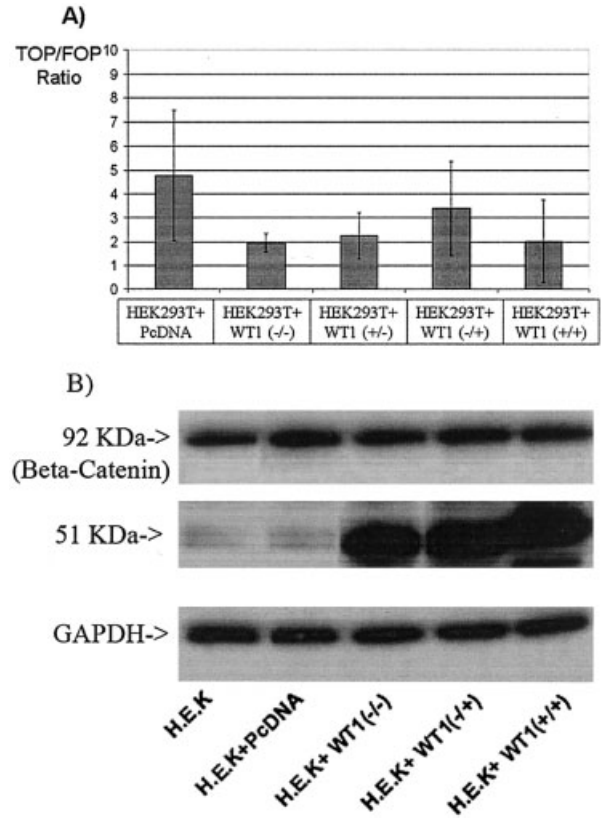 A)
TOP/FOP
Ratio
10
9
8
7
6
5
4
3
2
1
0
HEK293T+
PcDNA
HEK293T+
WT1 (-/-)
HEK293T+
WT1 (+/-)
HEK293T+
WT1 (-/+)
HEK293T+
WT1 (+/+)
B)
92 KDa->
(Beta-Catenin)
51 KDa->
GAPDH->
H.E.K
H.E.K+PcDNA
H.E.K+ WT1(-/-)
H.E.K+ WT1(-/+)
H.E.K+ WT1(+/+)